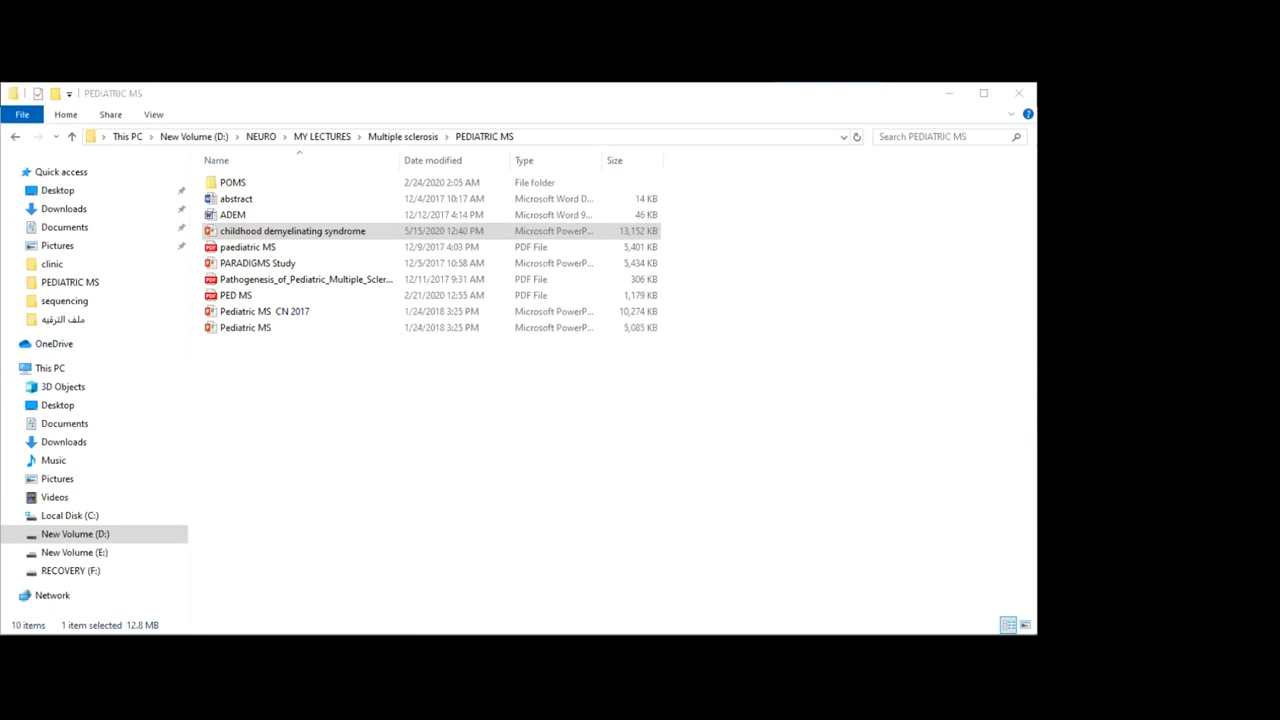 PEDIATRIC MS
File Home Share View
This PC New Volume (D:) NEURO MY LECTURES Multiple sclerosis PEDIATRIC MS Search PEDIATRIC MS
Name Date modified Type Size
POMS 2/24/2020 2:05 AM File folder
abstract 12/4/2017 10:17 AM Microsoft Word D... 14 KB
ADEM 12/12/2017 4:14 PM Microsoft Word 9... 46 KB
childhood demyelinating syndrome 5/15/2020 12:40 PM Microsoft PowerP... 13,152 KB
paediatric MS 12/9/2017 4:03 PM PDF File 5,401 KB
PARADIGMS Study 12/5/2017 10:58 AM Microsoft PowerP... 5,434 KB
Pathogenesis_of_Pediatric_Multiple_Scler... 12/11/2017 9:31 AM PDF File 306 KB
PED MS 2/21/2020 12:55 AM PDF File 1,179 KB
Pediatric MS CN 2017 1/24/2018 3:25 PM Microsoft PowerP... 10,274 KB
Pediatric MS 1/24/2018 3:25 PM Microsoft PowerP... 5,085 KB
Quick access
Desktop
Downloads
Documents
Pictures
clinic
PEDIATRIC MS
sequencing
ملف الترقيه
OneDrive
This PC
3D Objects
Desktop
Documents
Downloads
Music
Pictures
Videos
Local Disk (C:)
New Volume (D:)
New Volume (E:)
RECOVERY (F:)
Network
10 items 1 item selected 12.8 MB